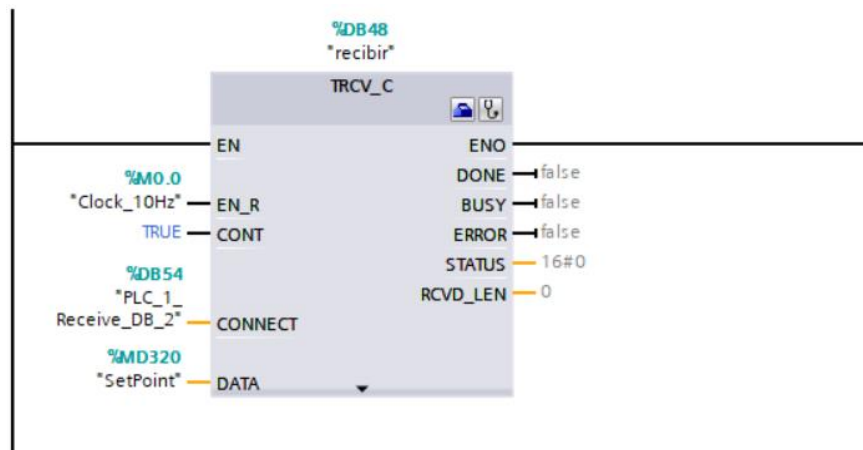 %DB48
"recibir"
TRCV_C
EN
ENO
DONE
false
%M0.0
"Clock_10Hz"
EN_R
BUSY
false
TRUE
CONT
ERROR
false
STATUS
16#0
%DB54
"PLC_1_
Receive_DB_2"
CONNECT
RCVD_LEN
0
%MD320
"SetPoint"
DATA